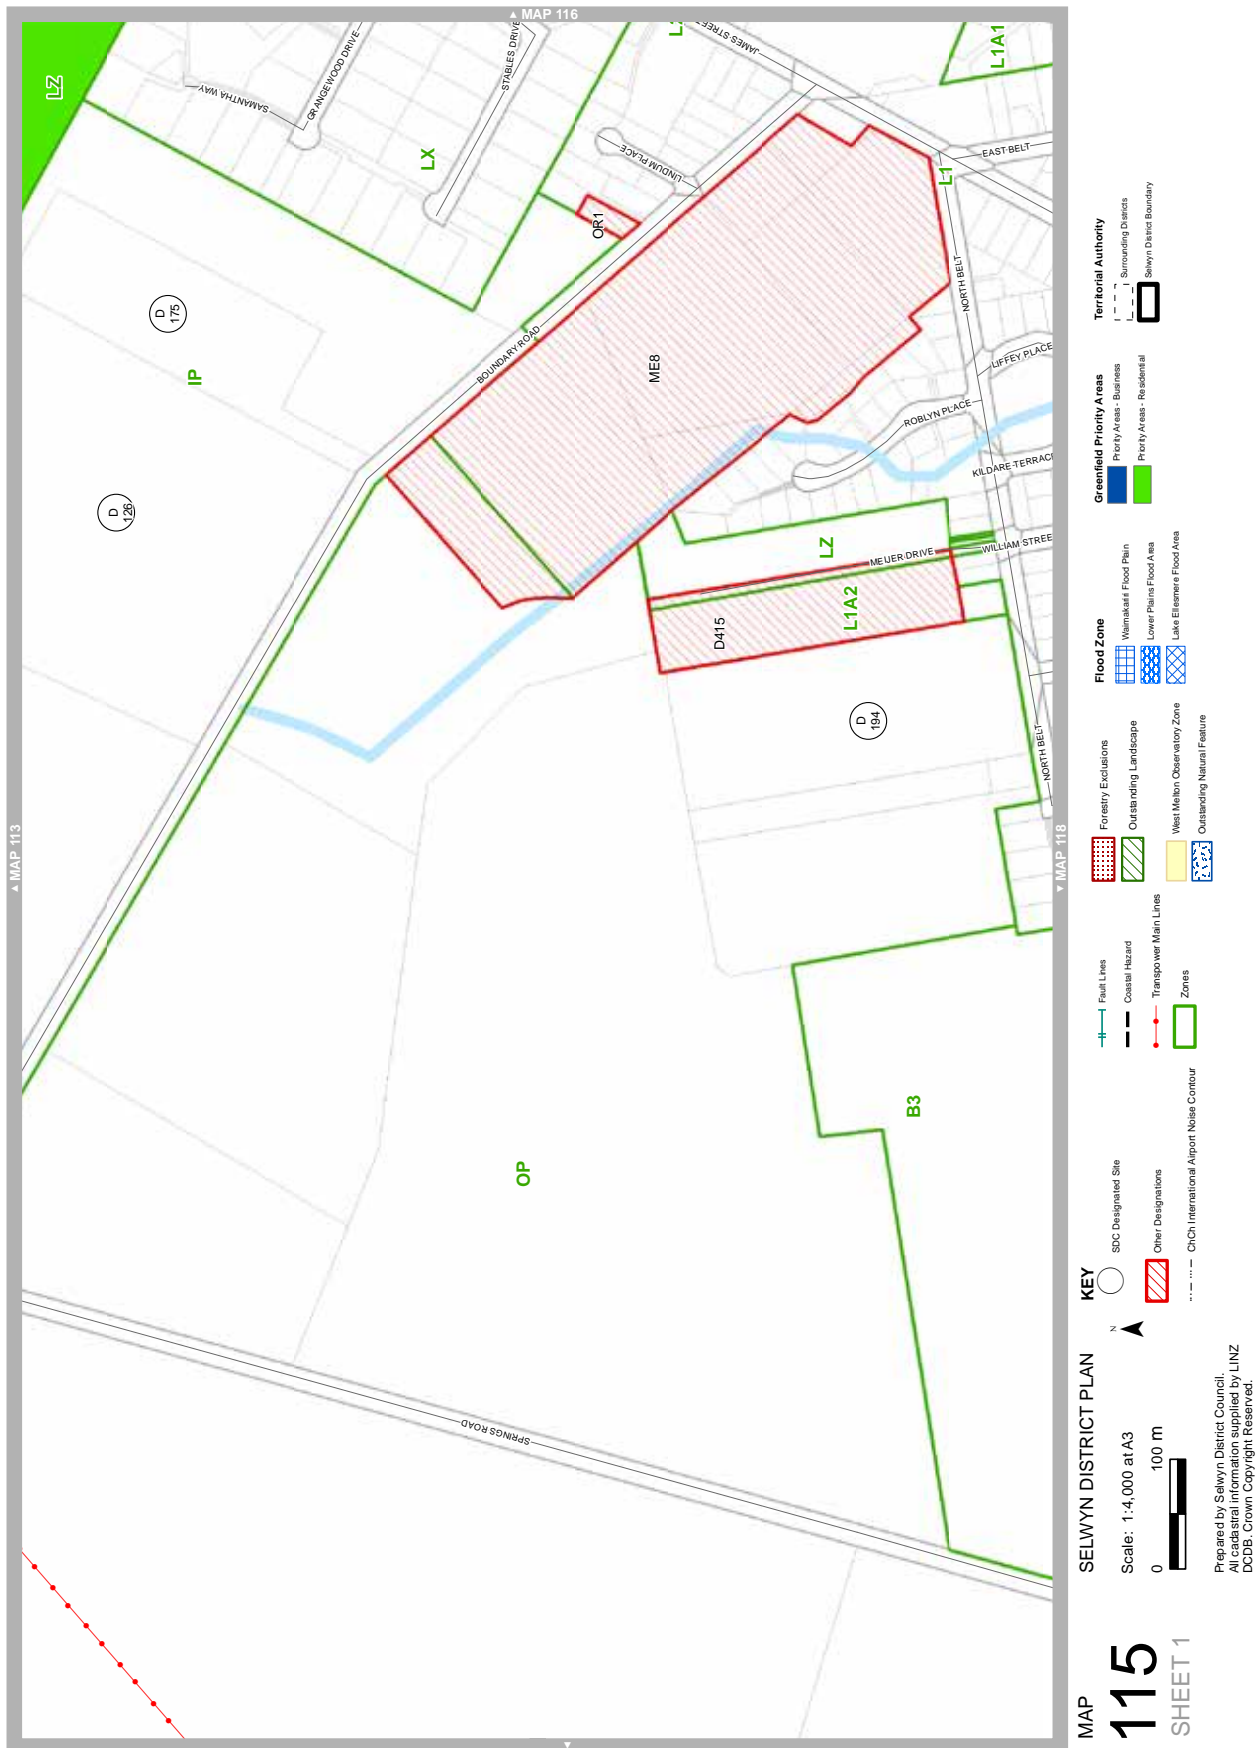 ▲ MAP 116
▲ MAP 113
▼ MAP 118
LZ
SAMANTHA WAY
GRANGEWOOD DRIVE
STABLES DRIVE
JAMES STREET
L1A1
LX
LINDUM PLACE
EAST BELT
L1
OR1
D
175
IP
BOUNDARY ROAD
ME8
NORTH BELT
LIFFEY PLACE
ROBLYN PLACE
KILDARE TERRACE
D
126
LZ
MEIJER DRIVE
WILLIAM STREE
L1A2
D415
D
194
NORTH BELT
B3
OP
SPRINGS ROAD
MAP
115
SHEET 1
SELWYN DISTRICT PLAN
Scale: 1:4,000 at A3
0 100 m
Prepared by Selwyn District Council.
All cadastral information supplied by LINZ
DCDB. Crown Copyright Reserved.
N
KEY
SDC Designated Site
Other Designations
ChCh International Airport Noise Contour
Fault Lines
Coastal Hazard
Transpower Main Lines
Zones
Forestry Exclusions
Outstanding Landscape
West Melton Observatory Zone
Outstanding Natural Feature
Flood Zone
Waimakariri Flood Plain
Lower Plains Flood Area
Lake Ellesmere Flood Area
Greenfield Priority Areas
Priority Areas - Business
Priority Areas - Residential
Territorial Authority
Surrounding Districts
Selwyn District Boundary